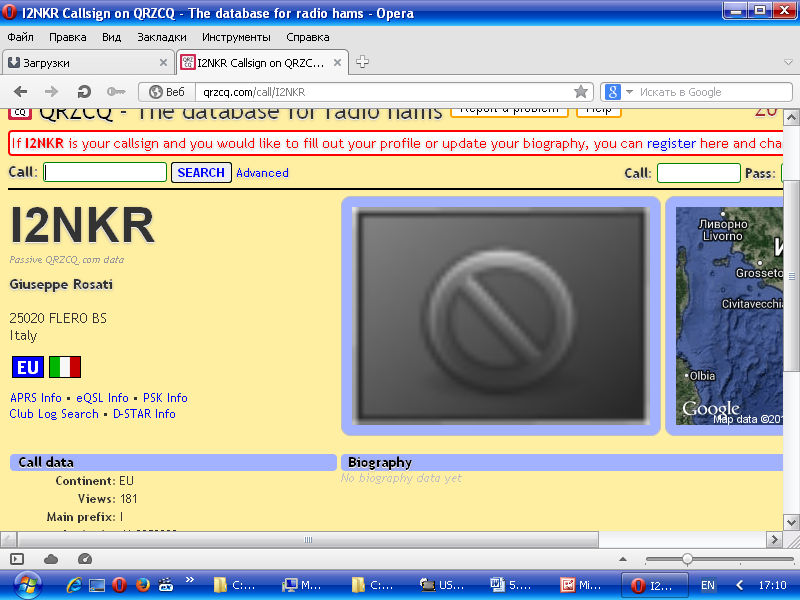 I2NKR Callsign on QRZCQ - The database for radio hams - Opera
Файл Правка Вид Закладки Инструменты Справка
Загрузки
I2NKR Callsign on QRZC...
Веб
qrzcq.com/call/I2NKR
Искать в Google
QRZCQ - The database for radio hams
Report a problem
Help
If I2NKR is your callsign and you would like to fill out your profile or update your biography, you can register here and cha
Call: SEARCH Advanced
Call: Pass:
I2NKR
Passive QRZCQ.com data
Giuseppe Rosati
25020 FLERO BS
Italy
EU
APRS Info • eQSL Info • PSK Info
Club Log Search • D-STAR Info
Ливорно
Livorno
Grosseto
Civitavecchia
Olbia
Google
Map data ©201
Call data
Biography
Continent: EU
No biography data yet
Views: 181
Main prefix: I
C:...
M...
C:...
US...
5....
Mi...
I2...
EN
17:10